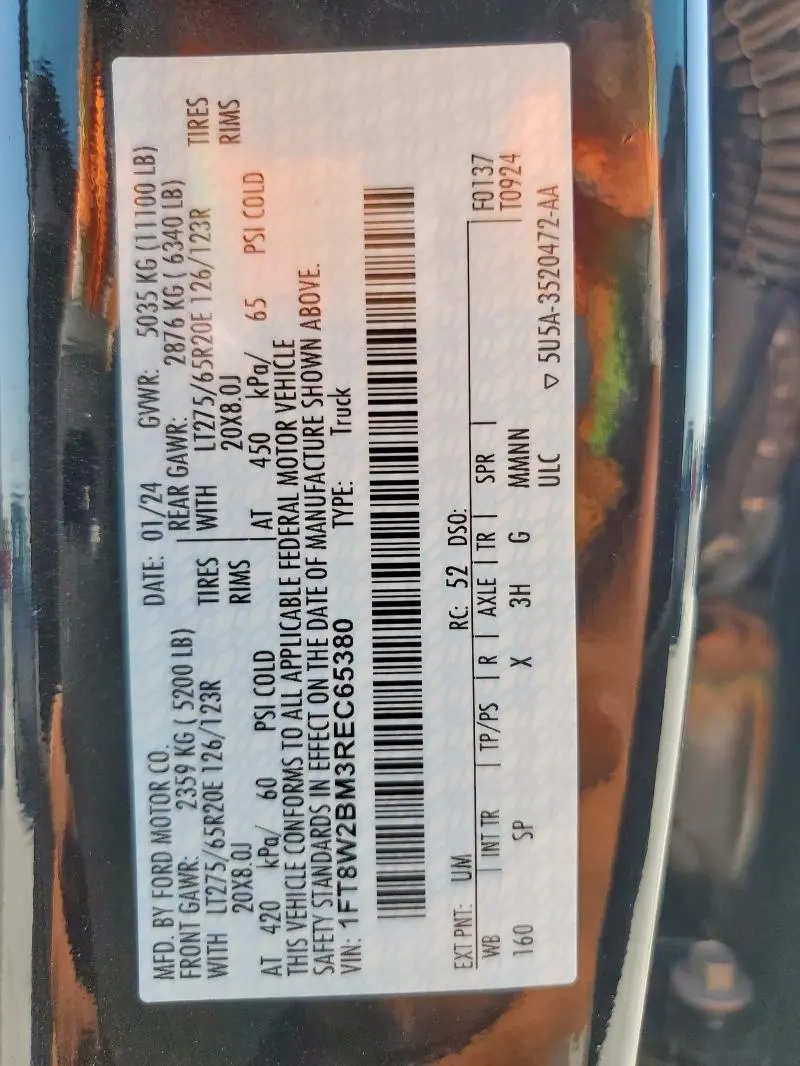 MFD. BY FORD MOTOR CO. DATE: 01/24 GVWR: 5035 KG (11100 LB)
FRONT GAWR: 2359 KG ( 5200 LB) REAR GAWR: 2876 KG ( 6340 LB)
WITH LT275/65R20E 126/123R TIRES WITH LT275/65R20E 126/123R TIRES
20X8.0J RIMS 20X8.0J RIMS
AT 420 kPa/ 60 PSI COLD AT 450 kPa/ 65 PSI COLD
THIS VEHICLE CONFORMS TO ALL APPLICABLE FEDERAL MOTOR VEHICLE
SAFETY STANDARDS IN EFFECT ON THE DATE OF MANUFACTURE SHOWN ABOVE.
VIN: 1FT8W2BM3REC65380 TYPE: Truck
EXT PNT: UM RC: 52 DSO: F0137
WB | INT TR | TP/PS | R | AXLE | TR | SPR | T0924
160 SP X 3H G MMNN
ULC ▽ 5U5A-3520472-AA